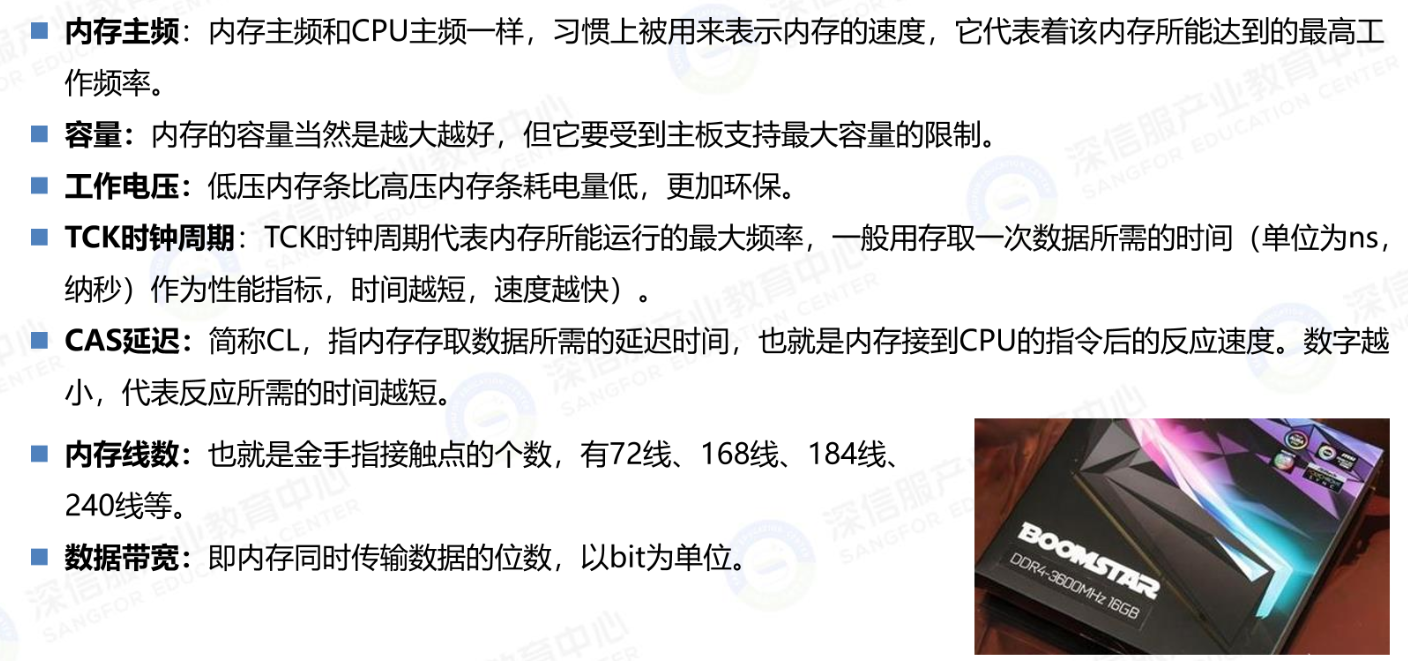 内存主频：内存主频和CPU主频一样，习惯上被用来表示内存的速度，它代表着该内存所能达到的最高工
作频率。
容量：内存的容量当然是越大越好，但它要受到主板支持最大容量的限制。
工作电压：低压内存条比高压内存条耗电量低，更加环保。
TCK时钟周期：TCK时钟周期代表内存所能运行的最大频率，一般用存取一次数据所需的时间（单位为ns，
纳秒）作为性能指标，时间越短，速度越快）。
CAS延迟：简称CL，指内存存取数据所需的延迟时间，也就是内存接到CPU的指令后的反应速度。数字越
小，代表反应所需的时间越短。
内存线数：也就是金手指接触点的个数，有72线、168线、184线、
240线等。
数据带宽：即内存同时传输数据的位数，以bit为单位。
BOOMSTAR
DDR4-3600MHz 16GB
深信服产业教育中心
SANGFOR EDUCATION CENTER